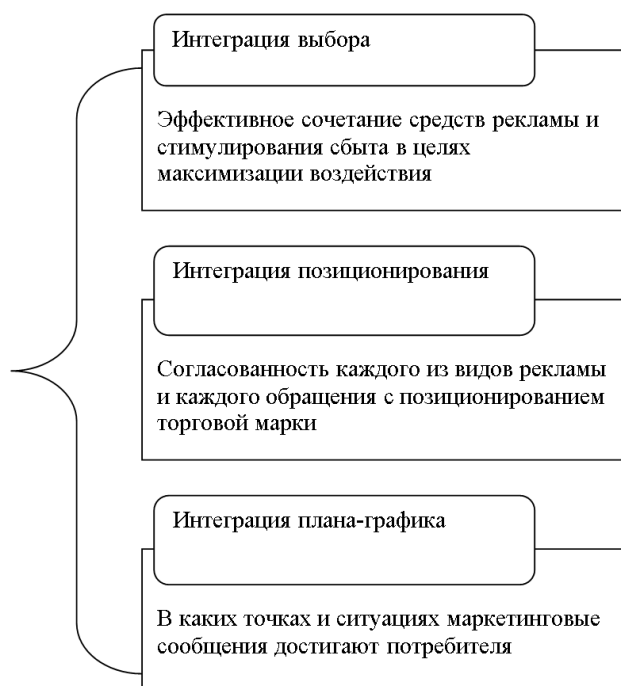 Интеграция выбора
Эффективное сочетание средств рекламы и
стимулирования сбыта в целях
максимизации воздействия
Интеграция позиционирования
Согласованность каждого из видов рекламы
и каждого обращения с позиционированием
торговой марки
Интеграция плана-графика
В каких точках и ситуациях маркетинговые
сообщения достигают потребителя